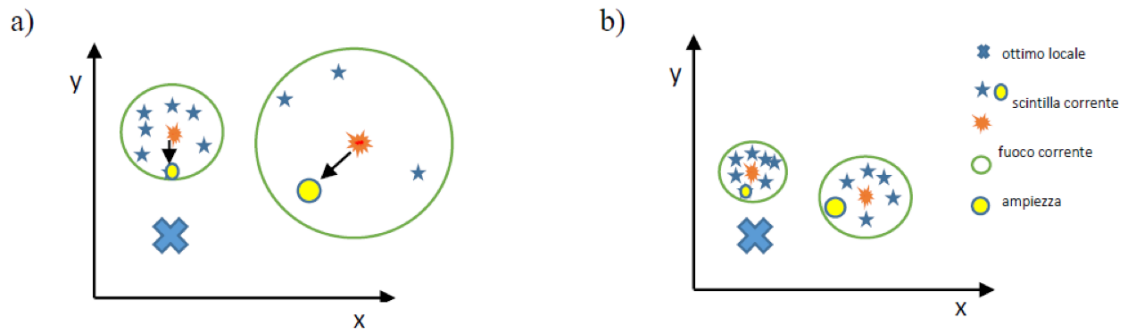 a)
y
x
b)
y
x
ottimo locale
scintilla corrente
fuoco corrente
ampiezza